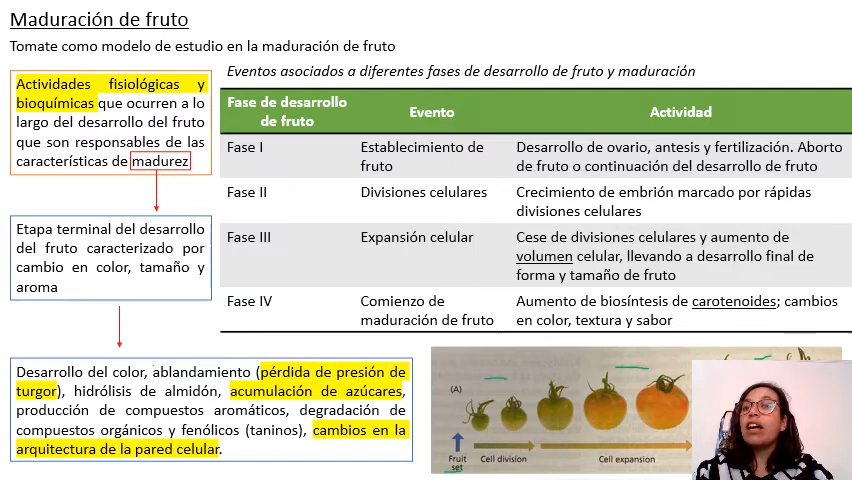 Maduración de fruto
Tomate como modelo de estudio en la maduración de fruto
Actividades fisiológicas y
bioquímicas que ocurren a lo
largo del desarrollo del fruto
que son responsables de las
características de madurez
Etapa terminal del desarrollo
del fruto caracterizado por
cambio en color, tamaño y
aroma
Desarrollo del color, ablandamiento (pérdida de presión de
turgor), hidrólisis de almidón, acumulación de azúcares,
producción de compuestos aromáticos, degradación de
compuestos orgánicos y fenólicos (taninos), cambios en la
arquitectura de la pared celular.
Eventos asociados a diferentes fases de desarrollo de fruto y maduración
Fase de desarrollo
de fruto
Evento
Actividad
Fase I
Establecimiento de
fruto
Desarrollo de ovario, antesis y fertilización. Aborto
de fruto o continuación del desarrollo de fruto
Fase II
Divisiones celulares
Crecimiento de embrión marcado por rápidas
divisiones celulares
Fase III
Expansión celular
Cese de divisiones celulares y aumento de
volumen celular, llevando a desarrollo final de
forma y tamaño de fruto
Fase IV
Comienzo de
maduración de fruto
Aumento de biosíntesis de carotenoides; cambios
en color, textura y sabor
(A)
Fruit
set
Cell division
Cell expansion